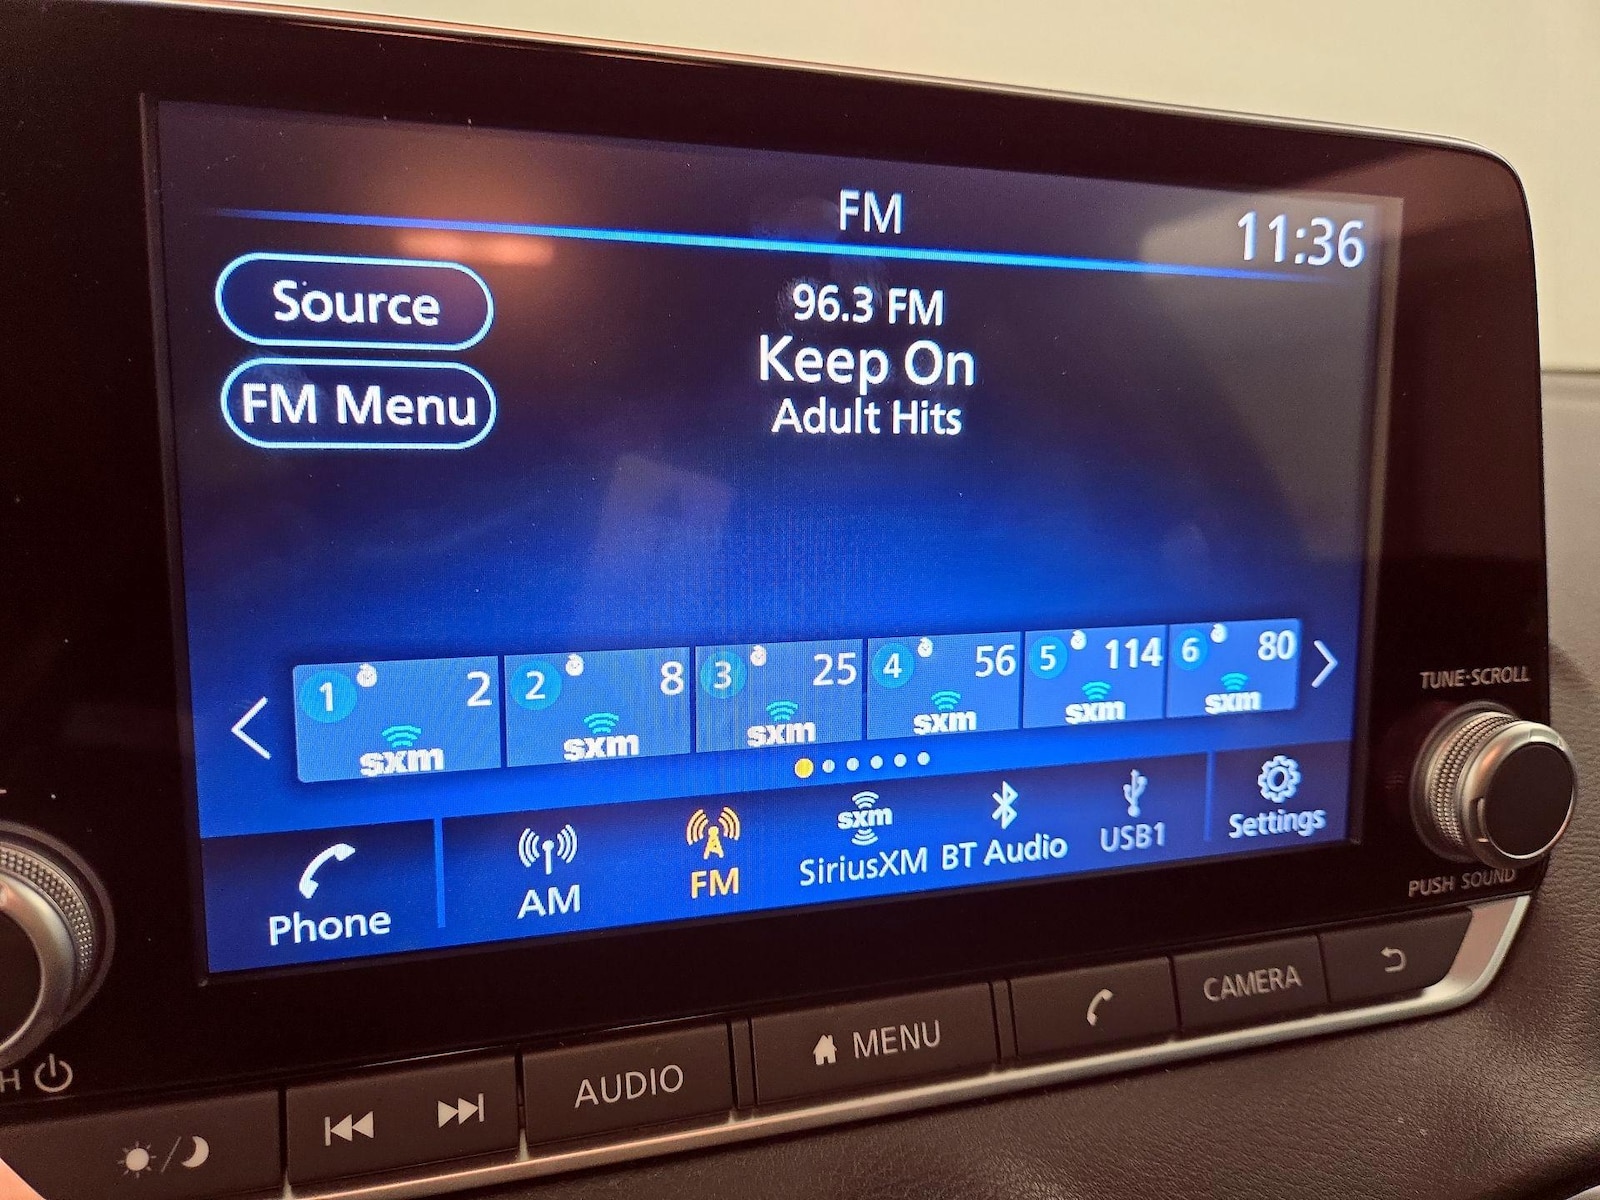 FM
11:36
Source
96.3 FM
FM Menu
Keep On
Adult Hits
1 2 sxm
2 8 sxm
3 25 sxm
4 56 sxm
5 114 sxm
6 80 sxm
Phone
AM
FM
sxm
SiriusXM
BT Audio
USB1
Settings
TUNE·SCROLL
PUSH SOUND
H
AUDIO
MENU
CAMERA